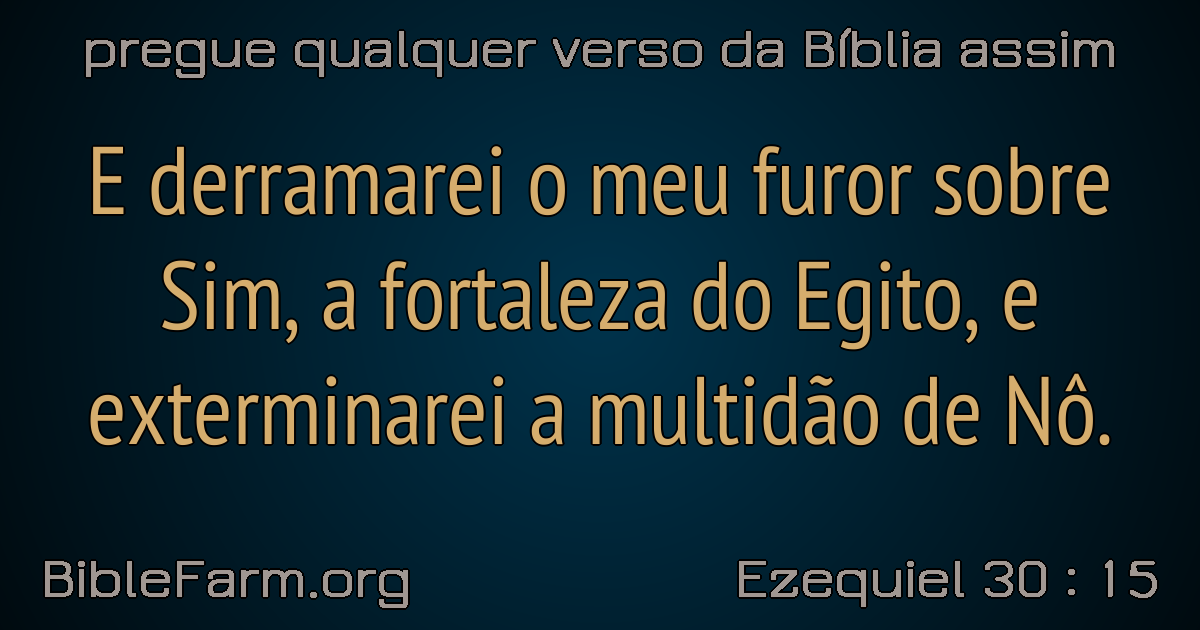 pregue qualquer verso da Bíblia assim
E derramarei o meu furor sobre
Sim, a fortaleza do Egito, e
exterminarei a multidão de Nô.
BibleFarm.org
Ezequiel 30 : 15